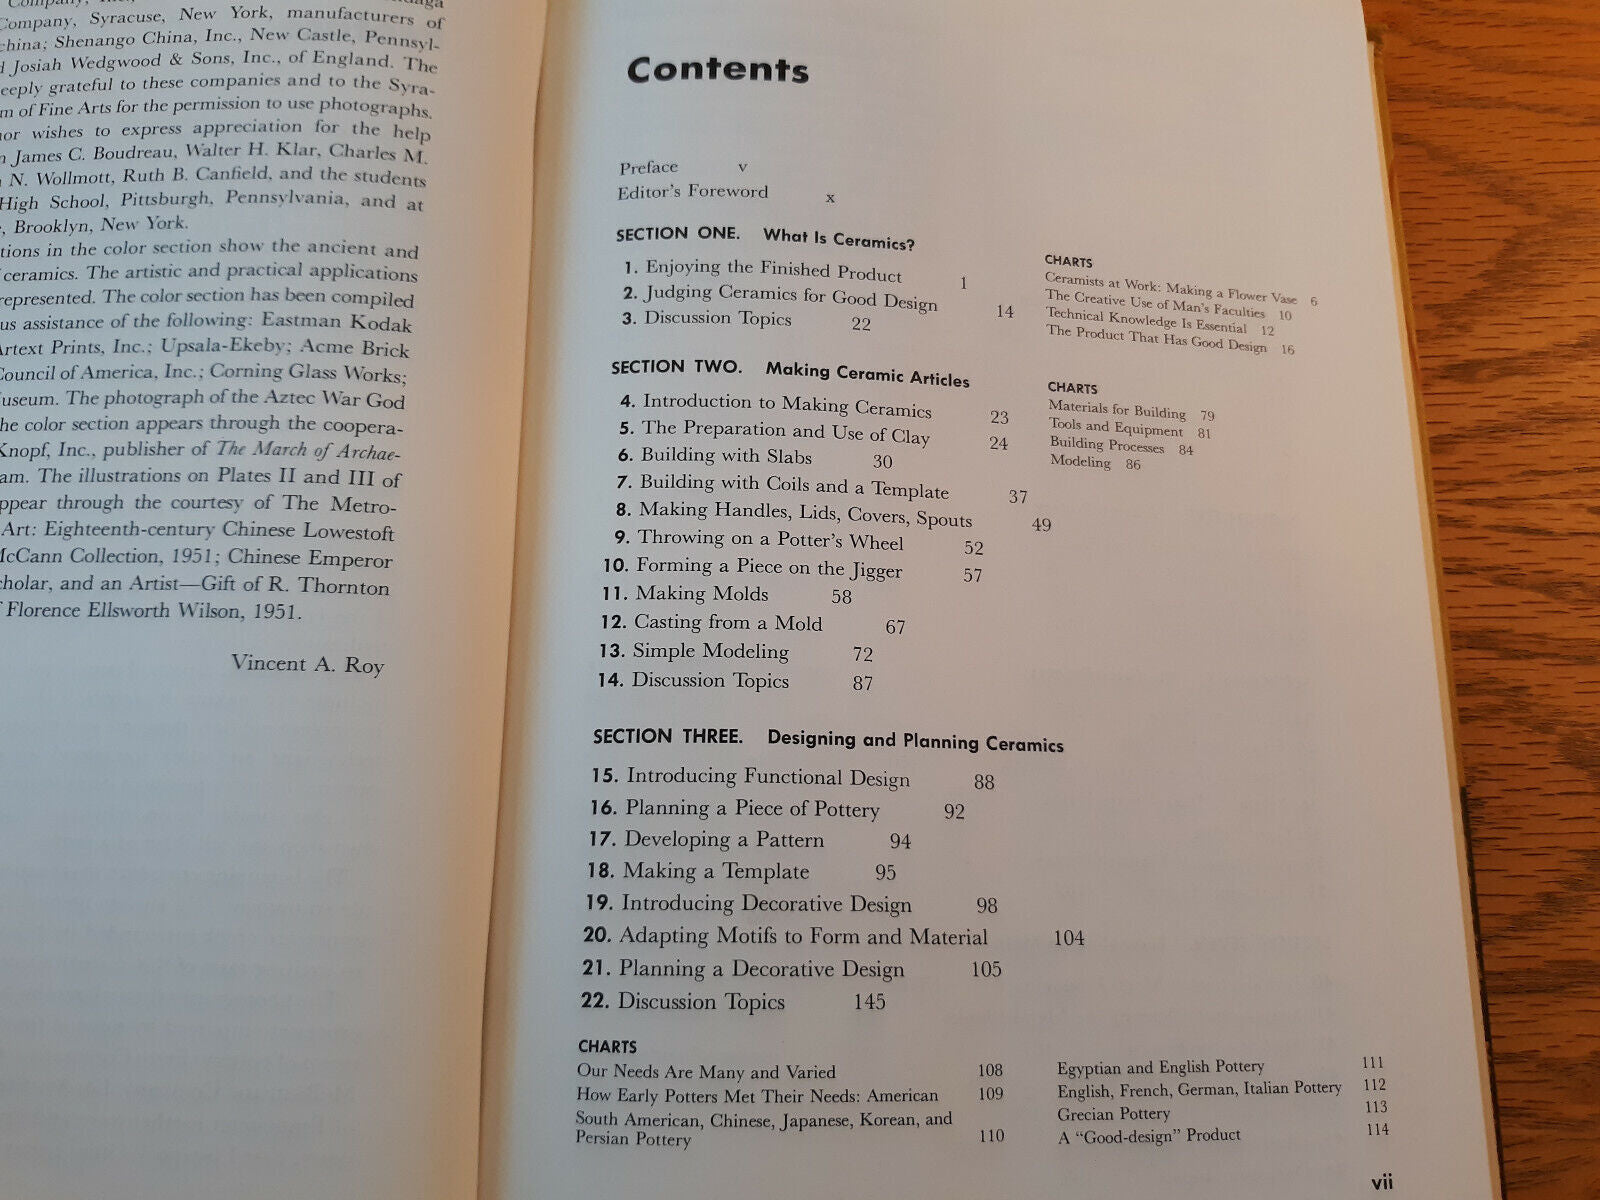 Company, Syracuse, New York, manufacturers of
china; Shenango China, Inc., New Castle, Pennsyl-
Josiah Wedgwood & Sons, Inc., of England. The
eeply grateful to these companies and to the Syra-
m of Fine Arts for the permission to use photographs.
or wishes to express appreciation for the help
James C. Boudreau, Walter H. Klar, Charles M.
N. Wollmott, Ruth B. Canfield, and the students
High School, Pittsburgh, Pennsylvania, and at
, Brooklyn, New York.
tions in the color section show the ancient and
ceramics. The artistic and practical applications
represented. The color section has been compiled
us assistance of the following: Eastman Kodak
Artext Prints, Inc.; Upsala-Ekeby; Acme Brick
Council of America, Inc.; Corning Glass Works;
useum. The photograph of the Aztec War God
he color section appears through the coopera-
Knopf, Inc., publisher of The March of Archae-
am. The illustrations on Plates II and III of
ppear through the courtesy of The Metro-
Art: Eighteenth-century Chinese Lowestoft
McCann Collection, 1951; Chinese Emperor
cholar, and an Artist—Gift of R. Thornton
f Florence Ellsworth Wilson, 1951.
Vincent A. Roy
Contents
Preface v
Editor's Foreword x
SECTION ONE. What Is Ceramics?
1. Enjoying the Finished Product 1
2. Judging Ceramics for Good Design 14
3. Discussion Topics 22
CHARTS
Ceramists at Work: Making a Flower Vase 6
The Creative Use of Man's Faculties 10
Technical Knowledge Is Essential 12
The Product That Has Good Design 16
SECTION TWO. Making Ceramic Articles
4. Introduction to Making Ceramics 23
5. The Preparation and Use of Clay 24
6. Building with Slabs 30
7. Building with Coils and a Template 37
8. Making Handles, Lids, Covers, Spouts 49
9. Throwing on a Potter's Wheel 52
10. Forming a Piece on the Jigger 57
11. Making Molds 58
12. Casting from a Mold 67
13. Simple Modeling 72
14. Discussion Topics 87
CHARTS
Materials for Building 79
Tools and Equipment 81
Building Processes 84
Modeling 86
SECTION THREE. Designing and Planning Ceramics
15. Introducing Functional Design 88
16. Planning a Piece of Pottery 92
17. Developing a Pattern 94
18. Making a Template 95
19. Introducing Decorative Design 98
20. Adapting Motifs to Form and Material 104
21. Planning a Decorative Design 105
22. Discussion Topics 145
CHARTS
Our Needs Are Many and Varied 108
How Early Potters Met Their Needs: American 109
South American, Chinese, Japanese, Korean, and
Persian Pottery 110
Egyptian and English Pottery 111
English, French, German, Italian Pottery 112
Grecian Pottery 113
A "Good-design" Product 114
vii